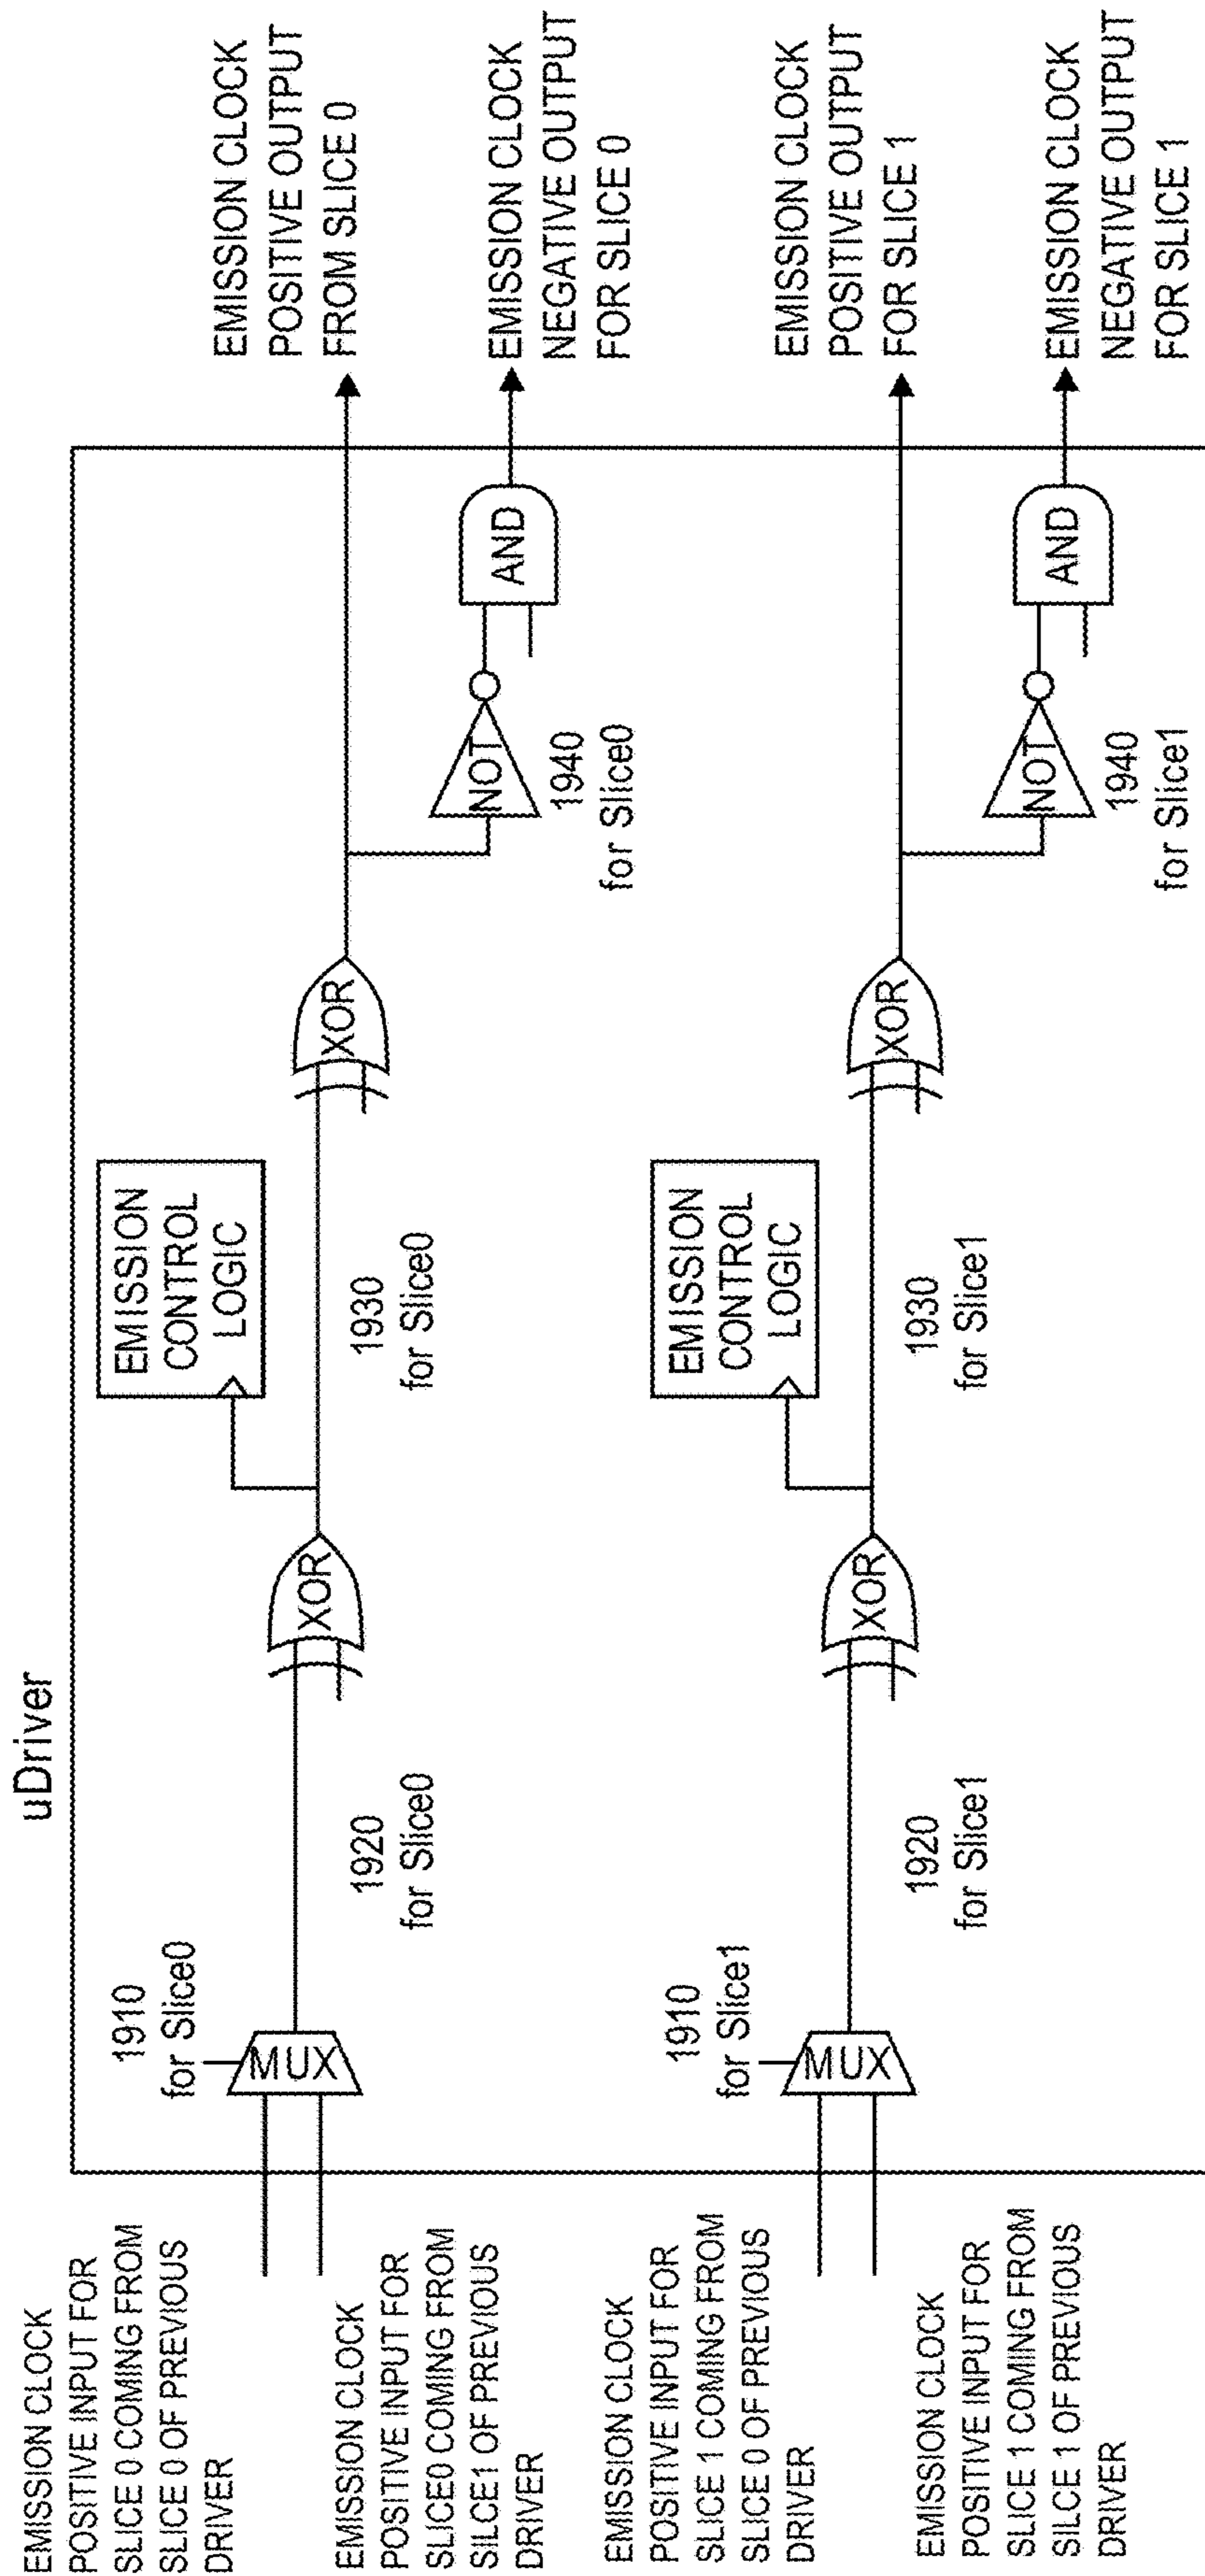 uDriver
EMISSION CLOCK
POSITIVE INPUT FOR
SLICE 0 COMING FROM
SLICE 0 OF PREVIOUS
DRIVER
EMISSION CLOCK
POSITIVE INPUT FOR
SLICE0 COMING FROM
SILCE1 OF PREVIOUS
DRIVER
1910
for Slice0
MUX
1920
for Slice0
XOR
EMISSION
CONTROL
LOGIC
1930
for Slice0
XOR
NOT
1940
for Slice0
AND
EMISSION CLOCK
POSITIVE OUTPUT
FROM SLICE 0
EMISSION CLOCK
NEGATIVE OUTPUT
FOR SLICE 0
EMISSION CLOCK
POSITIVE INPUT FOR
SLICE 1 COMING FROM
SLICE 0 OF PREVIOUS
DRIVER
EMISSION CLOCK
POSITIVE INPUT FOR
SLICE 1 COMING FROM
SILCE 1 OF PREVIOUS
DRIVER
1910
for Slice1
MUX
1920
for Slice1
XOR
EMISSION
CONTROL
LOGIC
1930
for Slice1
XOR
NOT
1940
for Slice1
AND
EMISSION CLOCK
POSITIVE OUTPUT
FOR SLICE 1
EMISSION CLOCK
NEGATIVE OUTPUT
FOR SLICE 1